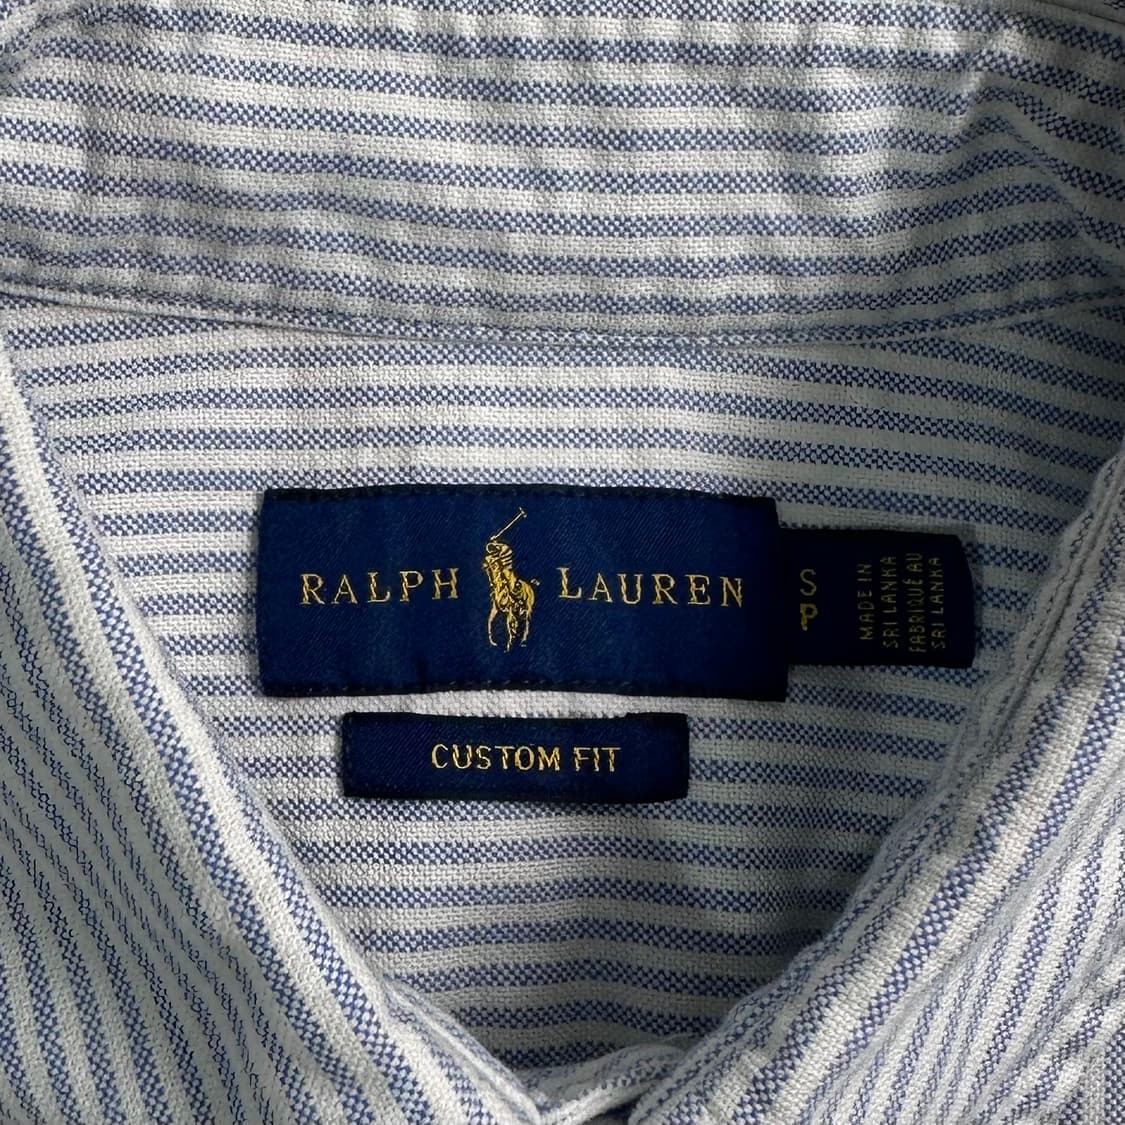 RALPH LAUREN
S
P
MADE IN
SRI LANKA
FABRIQUÉ AU
SRI LANKA
CUSTOM FIT